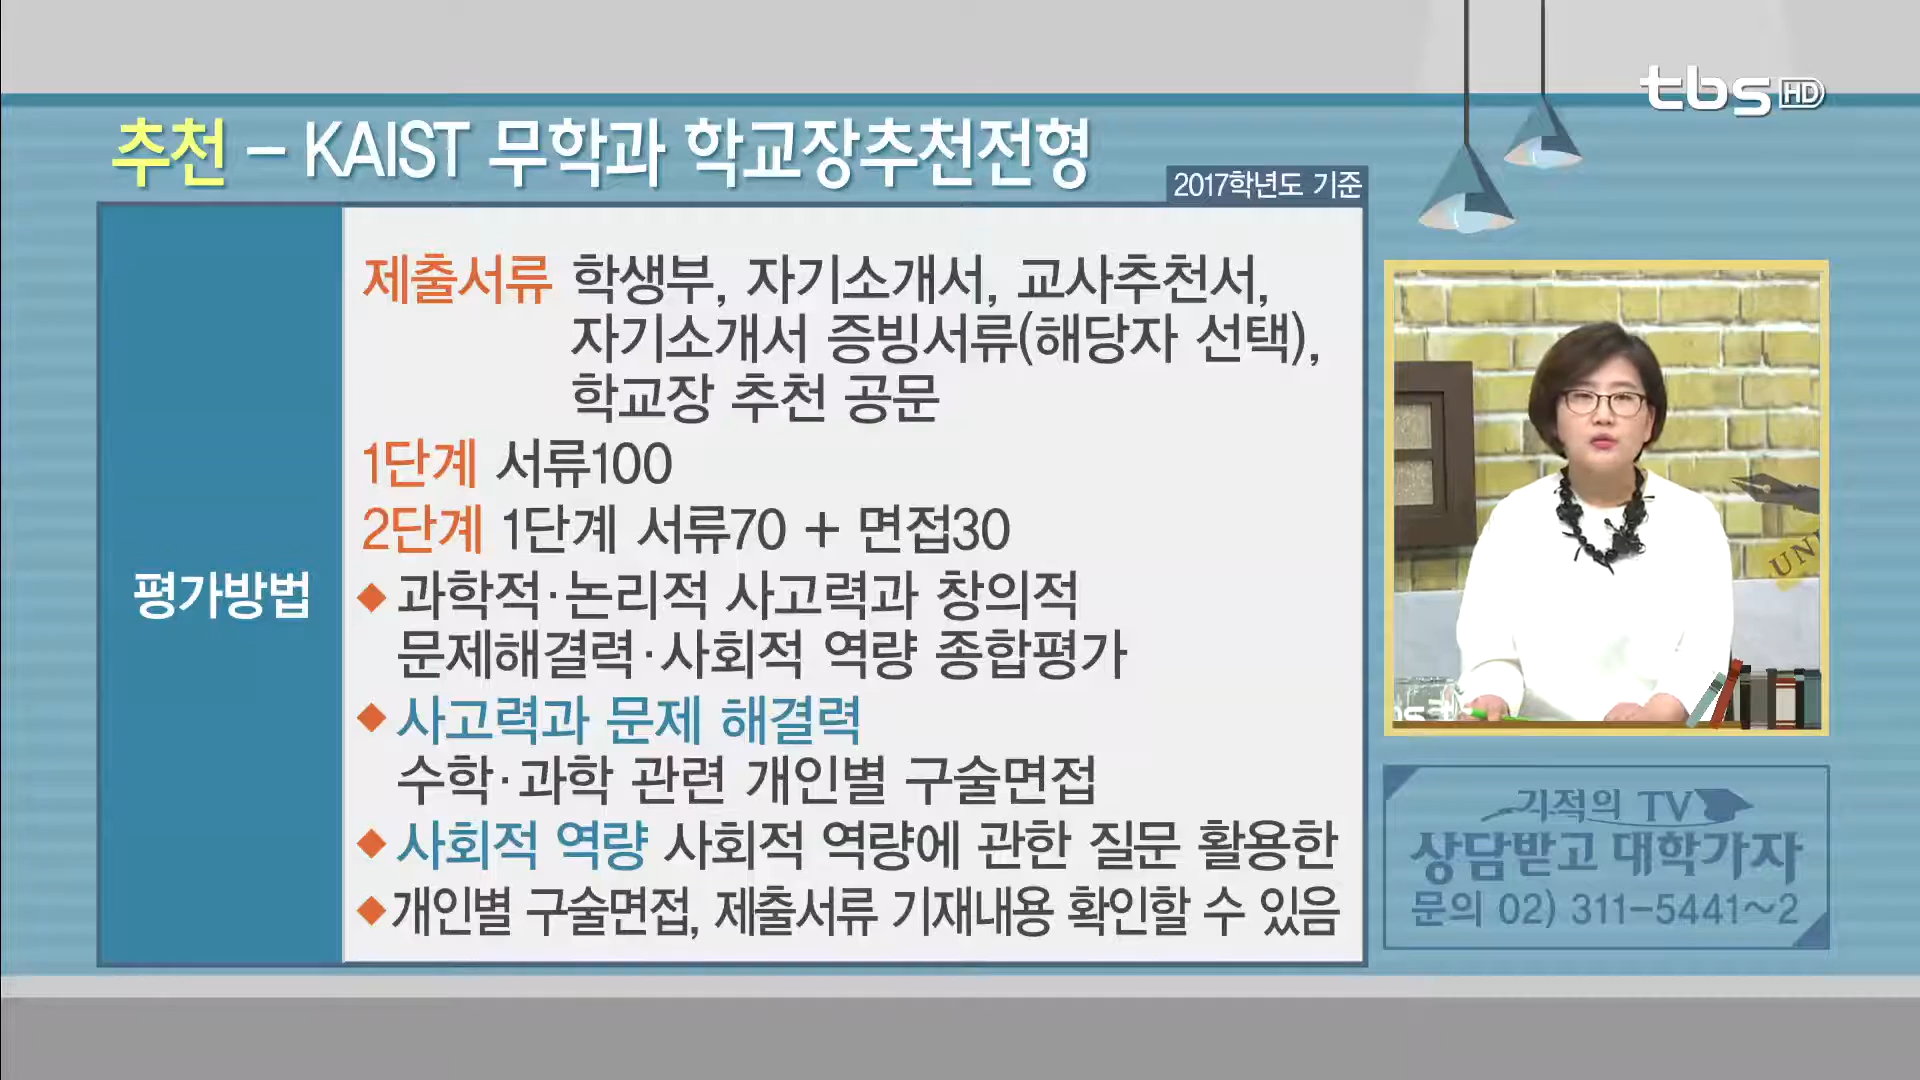 tbs HD
추천 - KAIST 무학과 학교장추천전형
2017학년도 기준
평가방법
제출서류 학생부, 자기소개서, 교사추천서,
자기소개서 증빙서류(해당자 선택),
학교장 추천 공문
1단계 서류100
2단계 1단계 서류70 + 면접30
◆ 과학적·논리적 사고력과 창의적
문제해결력·사회적 역량 종합평가
◆ 사고력과 문제 해결력
수학·과학 관련 개인별 구술면접
◆ 사회적 역량 사회적 역량에 관한 질문 활용한
◆ 개인별 구술면접, 제출서류 기재내용 확인할 수 있음
UNI
기적의 TV
상담받고 대학가자
문의 02) 311-5441~2